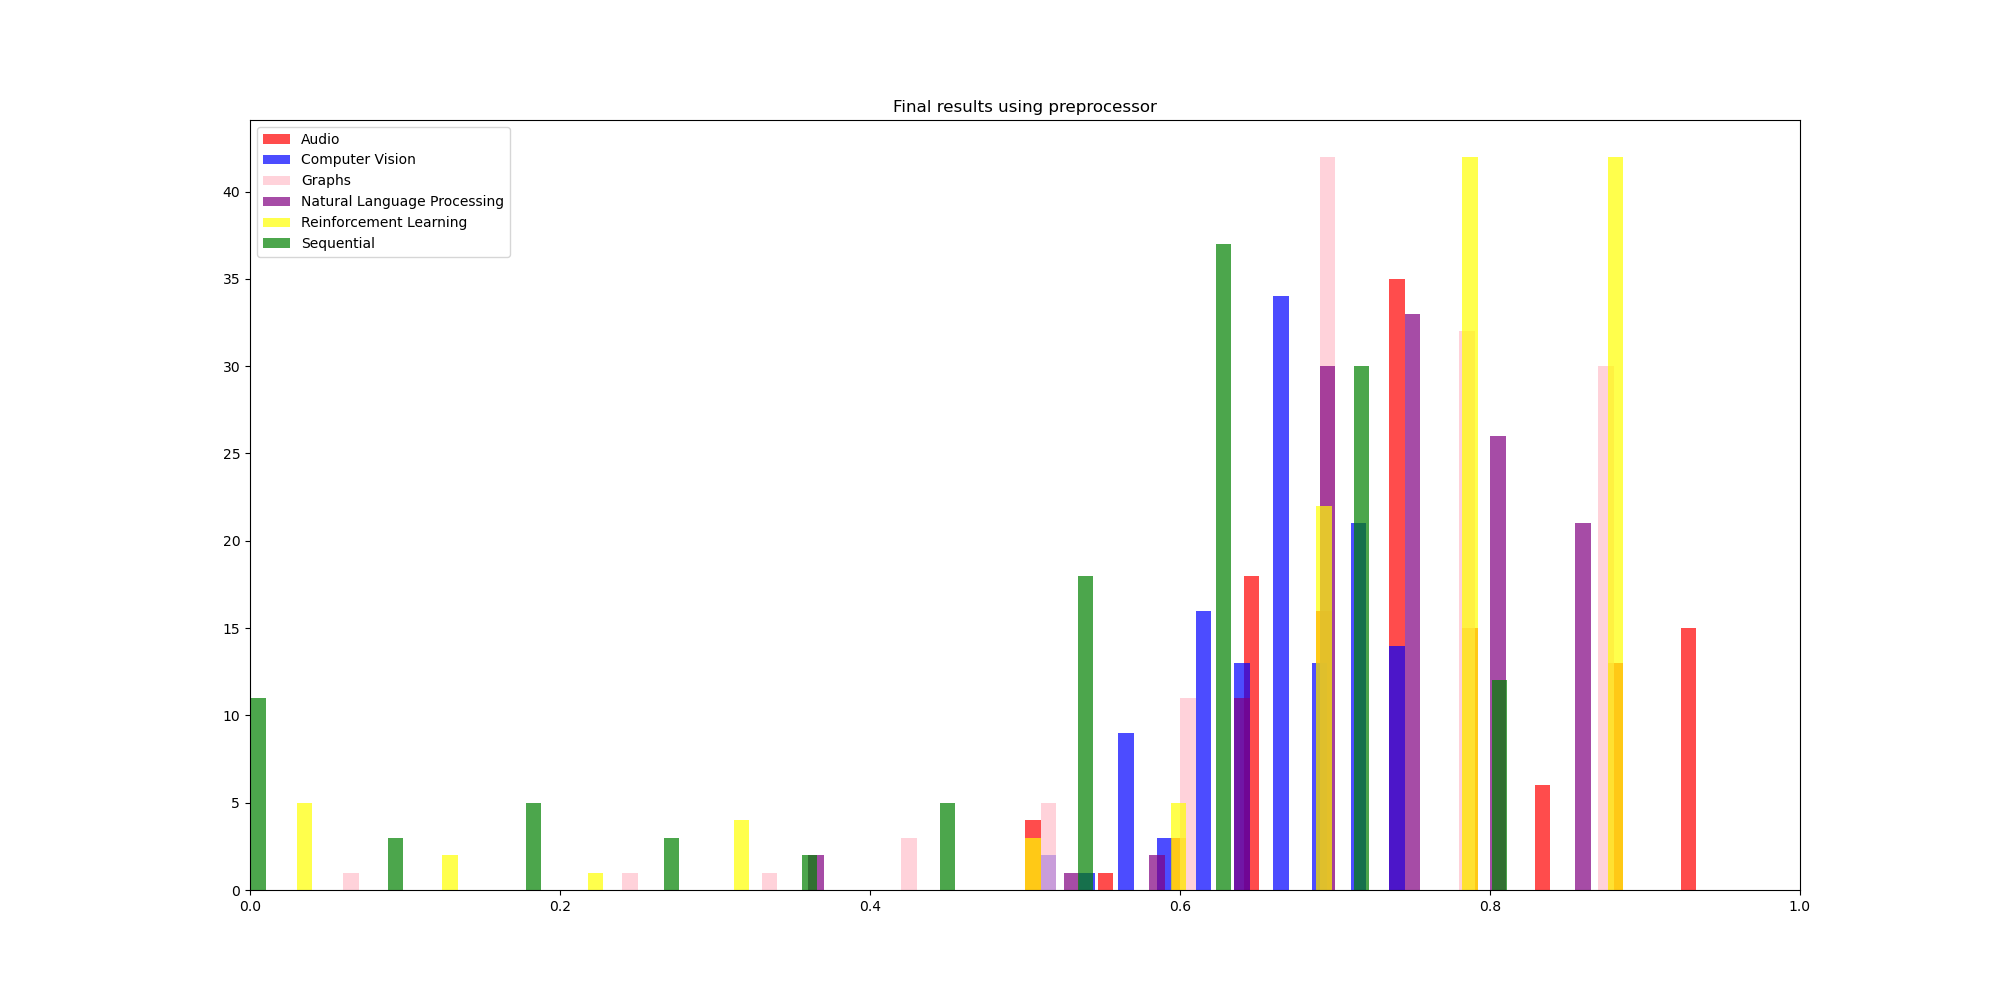 Final results using preprocessor
Audio
Computer Vision
Graphs
Natural Language Processing
Reinforcement Learning
Sequential
40
35
30
25
20
15
10
5
0
0.0 0.2 0.4 0.6 0.8 1.0